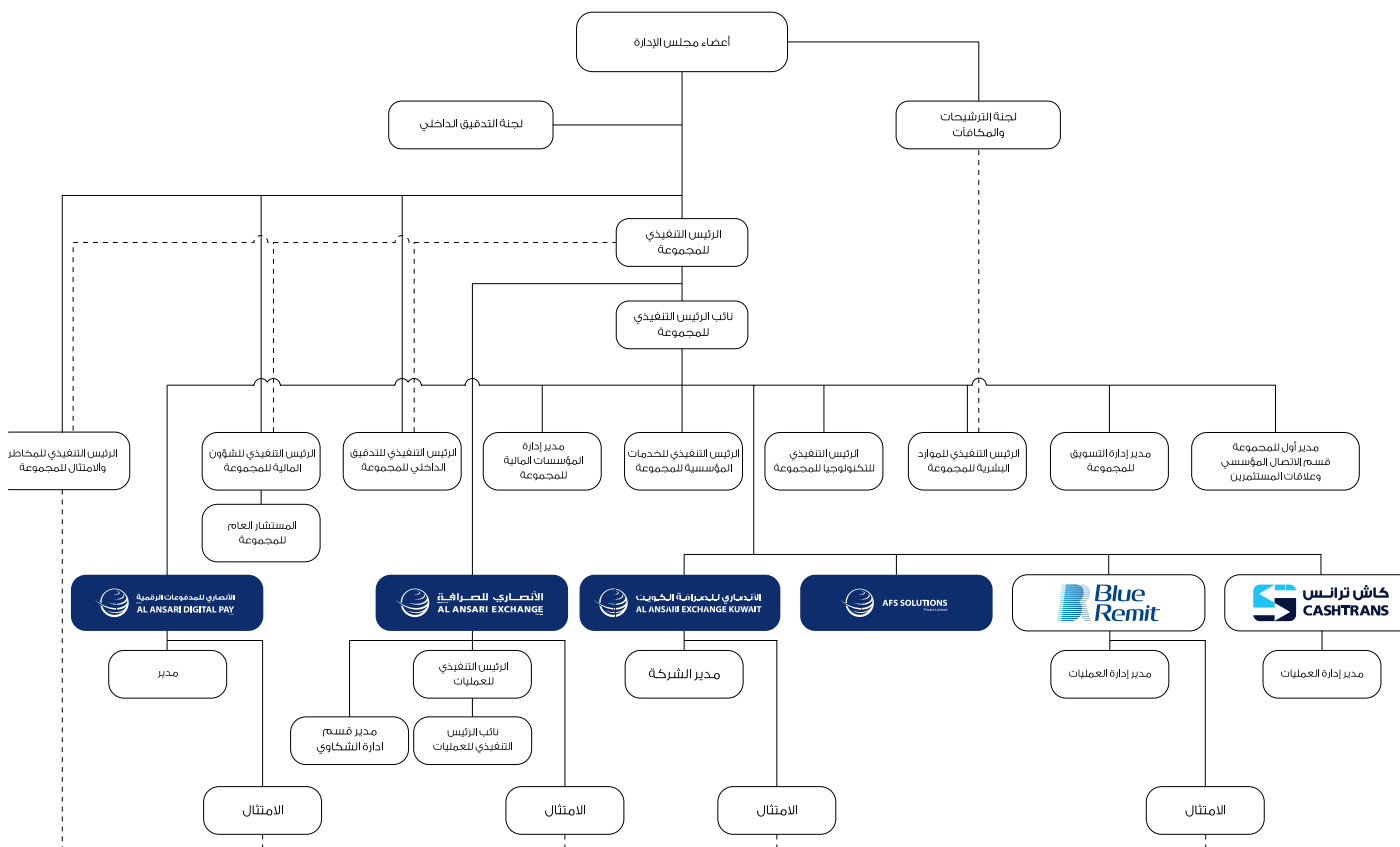 أعضاء مجلس الإدارة
لجنة التدقيق الداخلي
لجنة الترشيحات
والمكافآت
الرئيس التنفيذي
للمجموعة
نائب الرئيس التنفيذي
للمجموعة
مدير أول للمجموعة
قسم الاتصال المؤسسي
وعلاقات المستثمرين
مدير إدارة التسويق
للمجموعة
الرئيس التنفيذي للموارد
البشرية للمجموعة
الرئيس التنفيذي
للتكنولوجيا للمجموعة
الرئيس التنفيذي للخدمات
المؤسسية للمجموعة
مدير إدارة
المؤسسات المالية
للمجموعة
الرئيس التنفيذي للتدقيق
الداخلي للمجموعة
الرئيس التنفيذي للشؤون
المالية للمجموعة
الرئيس التنفيذي للمخاطر
والامتثال للمجموعة
المستشار العام
للمجموعة
كاش ترانس
CASHTRANS
Blue
Remit
AFS SOLUTIONS
Private Limited
الأنصاري للصرافة الكويت
AL ANSARI EXCHANGE KUWAIT
الأنصاري للصرافة
AL ANSARI EXCHANGE
الأنصاري للمدفوعات الرقمية
AL ANSARI DIGITAL PAY
مدير إدارة العمليات
مدير إدارة العمليات
مدير الشركة
الرئيس التنفيذي
للعمليات
مدير
نائب الرئيس
التنفيذي للعمليات
مدير قسم
ادارة الشكاوي
الامتثال
الامتثال
الامتثال
الامتثال